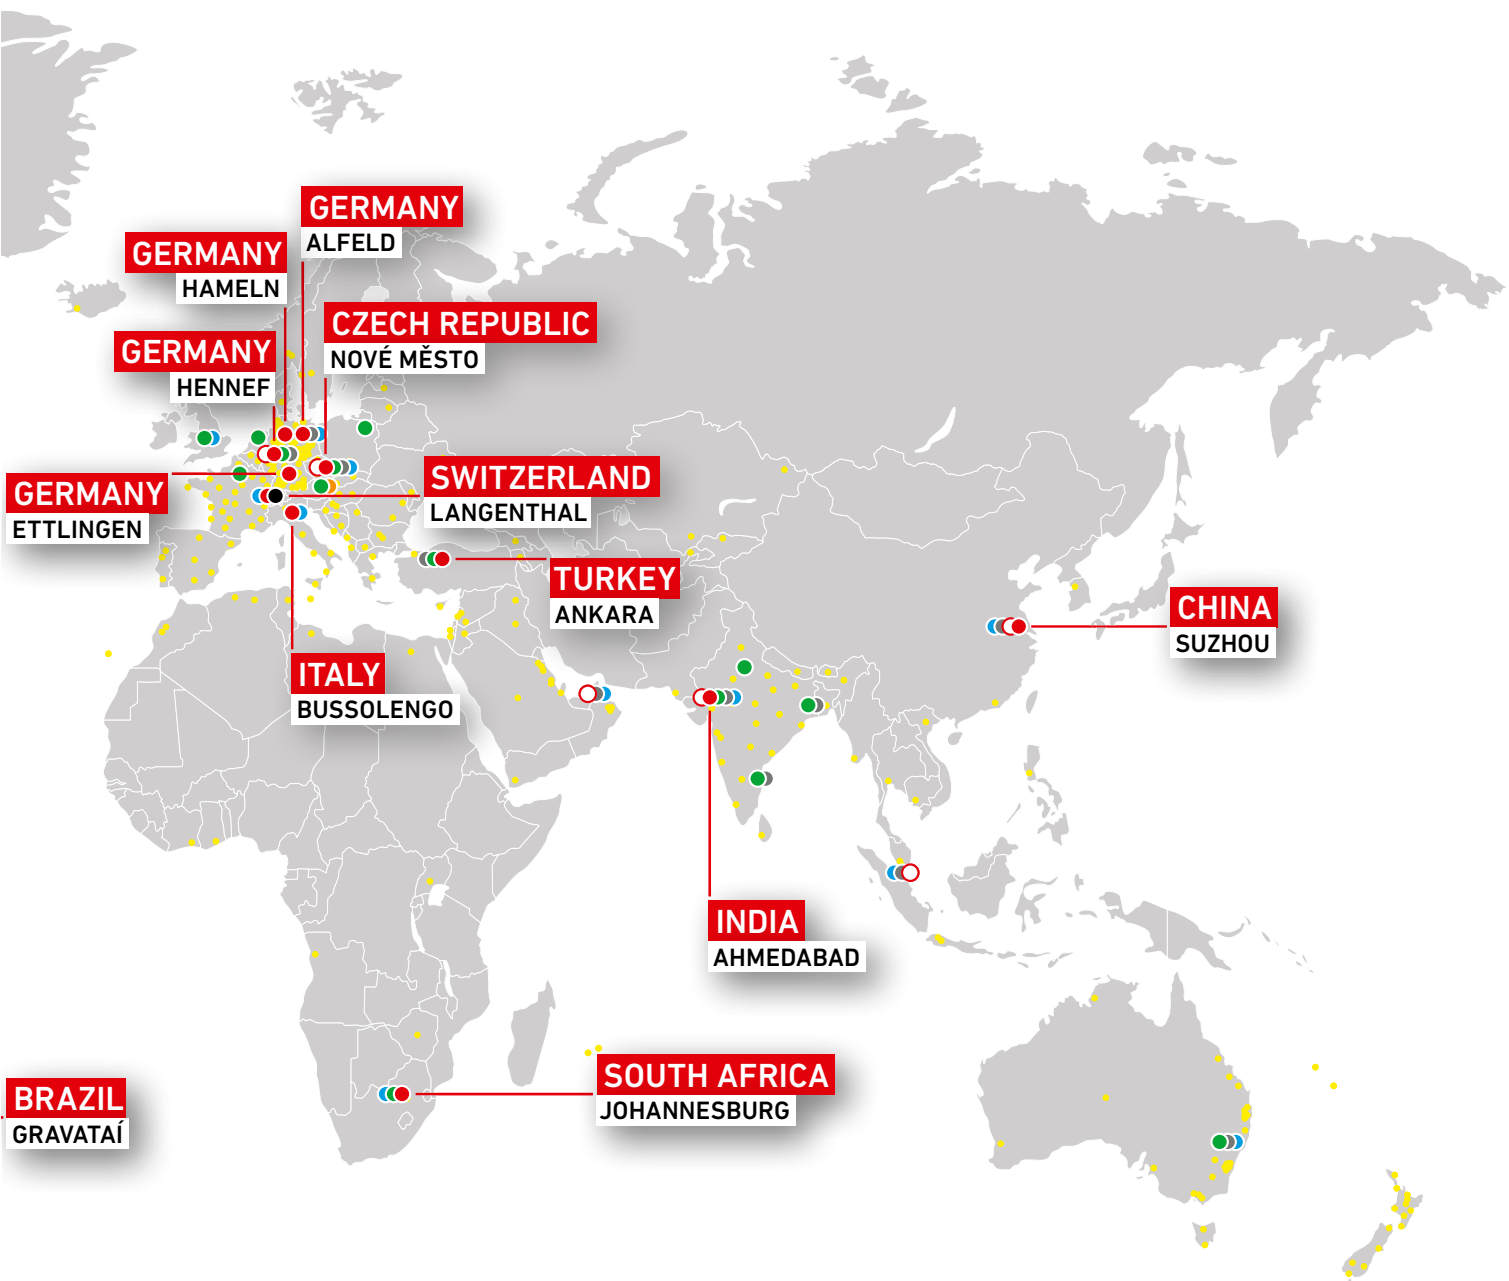 GERMANY
ALFELD
GERMANY
HAMELN
CZECH REPUBLIC
NOVÉ MĚSTO
GERMANY
HENNEF
SWITZERLAND
LANGENTHAL
GERMANY
ETTLINGEN
TURKEY
ANKARA
CHINA
SUZHOU
ITALY
BUSSOLENGO
INDIA
AHMEDABAD
SOUTH AFRICA
JOHANNESBURG
BRAZIL
GRAVATAÍ